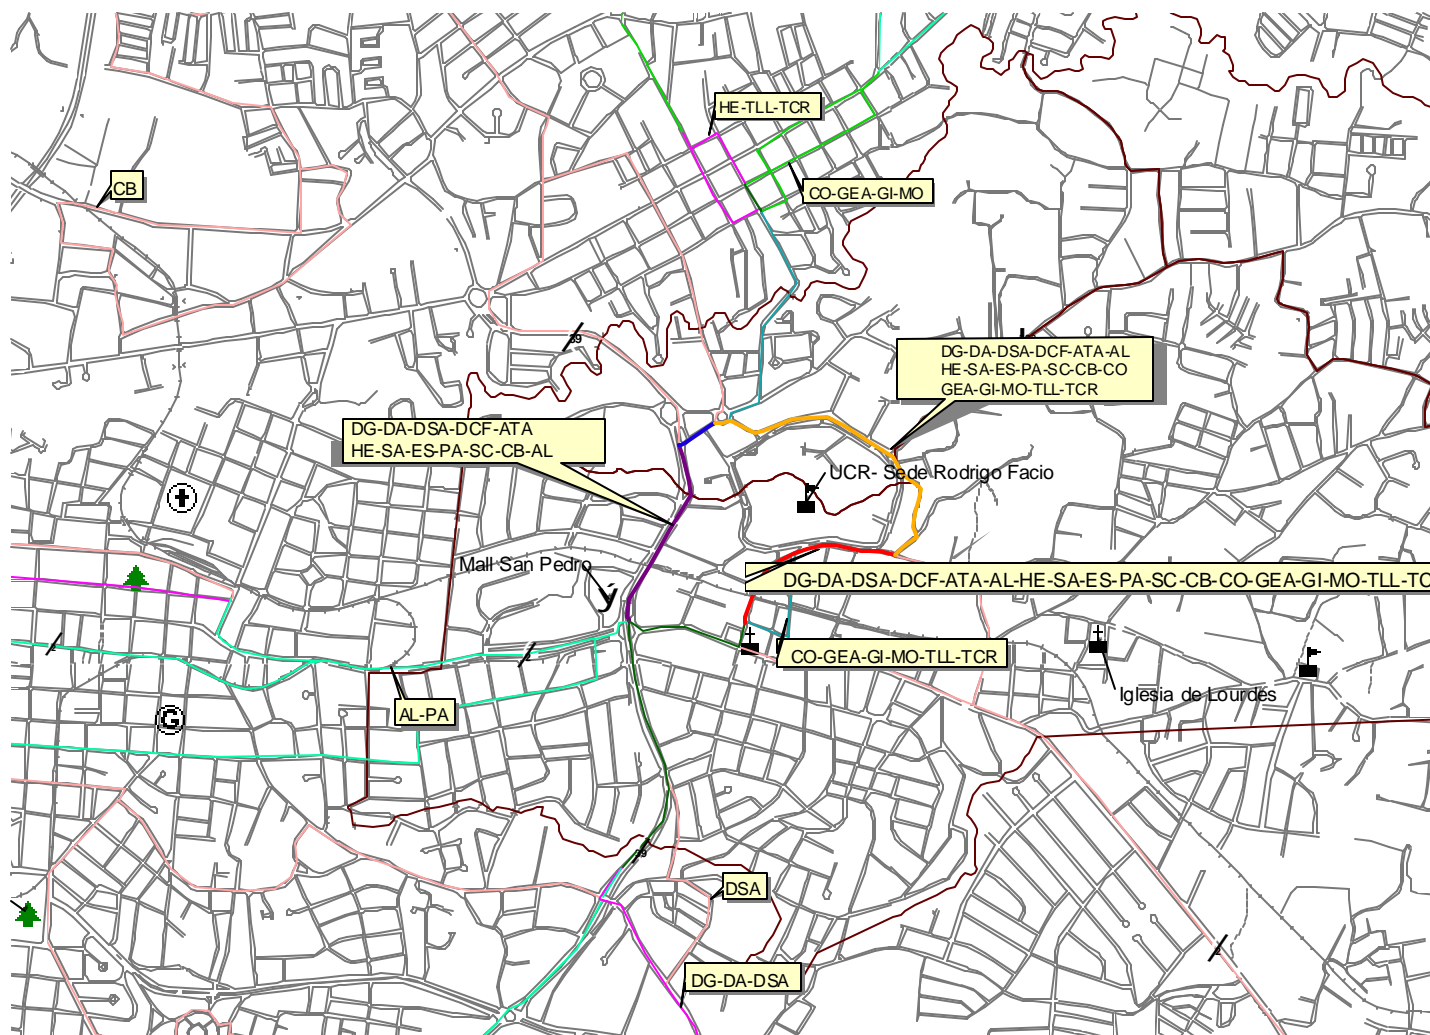 HE-TLL-TCR
CB
CO-GEA-GI-MO
39
DG-DA-DSA-DCF-ATA-AL
HE-SA-ES-PA-SC-CB-CO
GEA-GI-MO-TLL-TCR
DG-DA-DSA-DCF-ATA
HE-SA-ES-PA-SC-CB-AL
UCR- Sede Rodrigo Facio
Mall San Pedro
ý
DG-DA-DSA-DCF-ATA-AL-HE-SA-ES-PA-SC-CB-CO-GEA-GI-MO-TLL-TC
CO-GEA-GI-MO-TLL-TCR
2
Iglesia de Lourdes
AL-PA
G
39
DSA
DG-DA-DSA